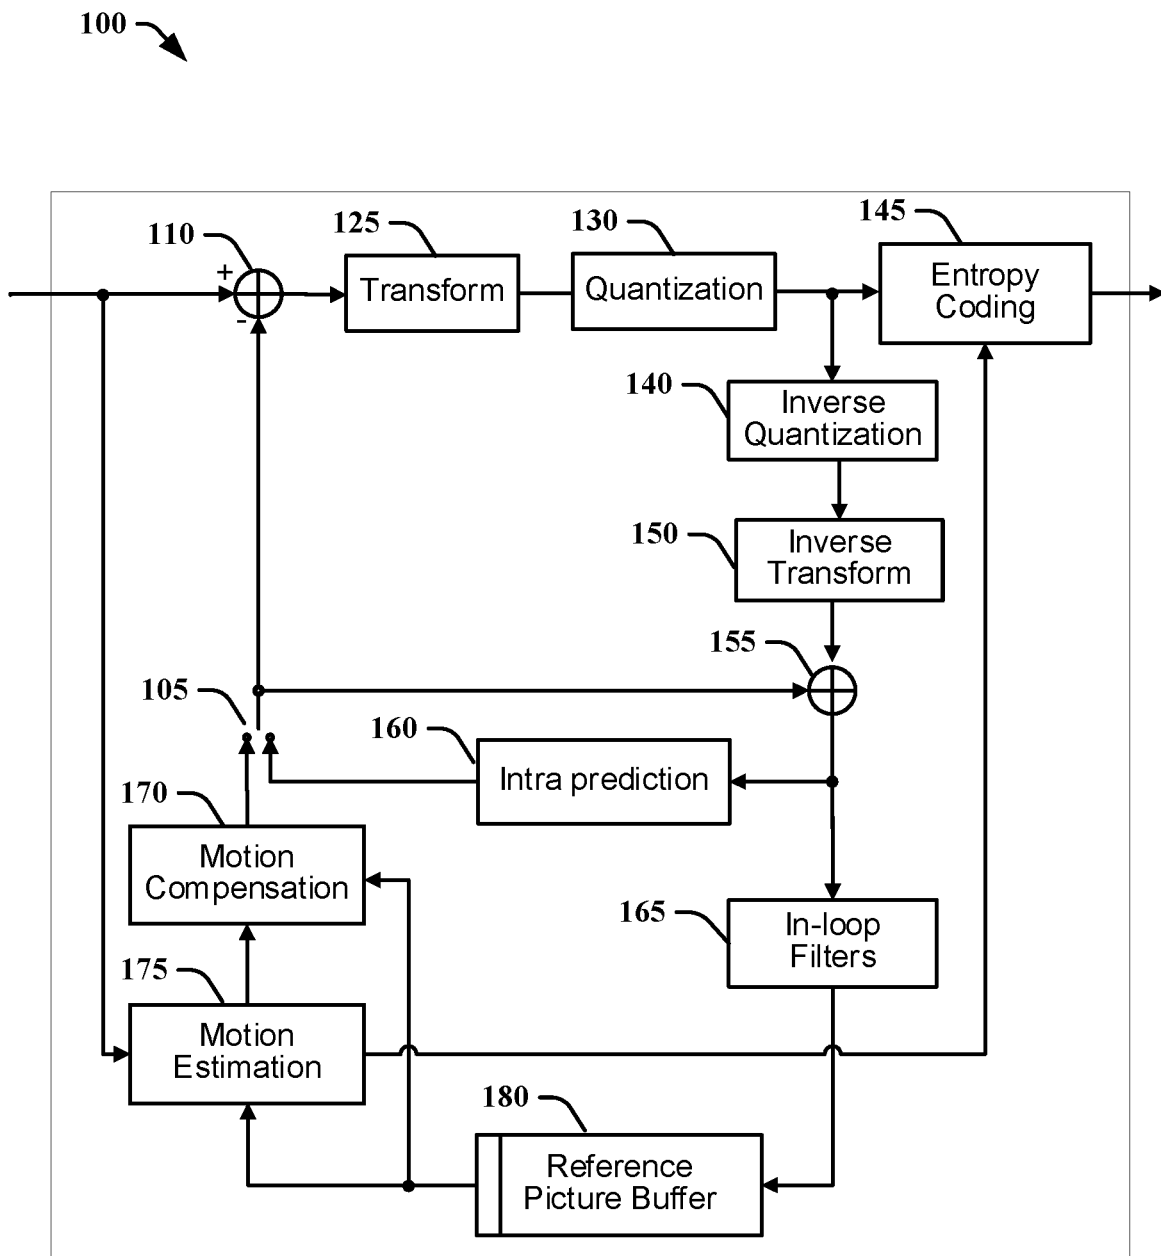 100
110
125
130
145
+
-
Transform
Quantization
Entropy
Coding
140
Inverse
Quantization
150
Inverse
Transform
155
105
160
Intra prediction
170
Motion
Compensation
165
In-loop
Filters
175
Motion
Estimation
180
Reference
Picture Buffer